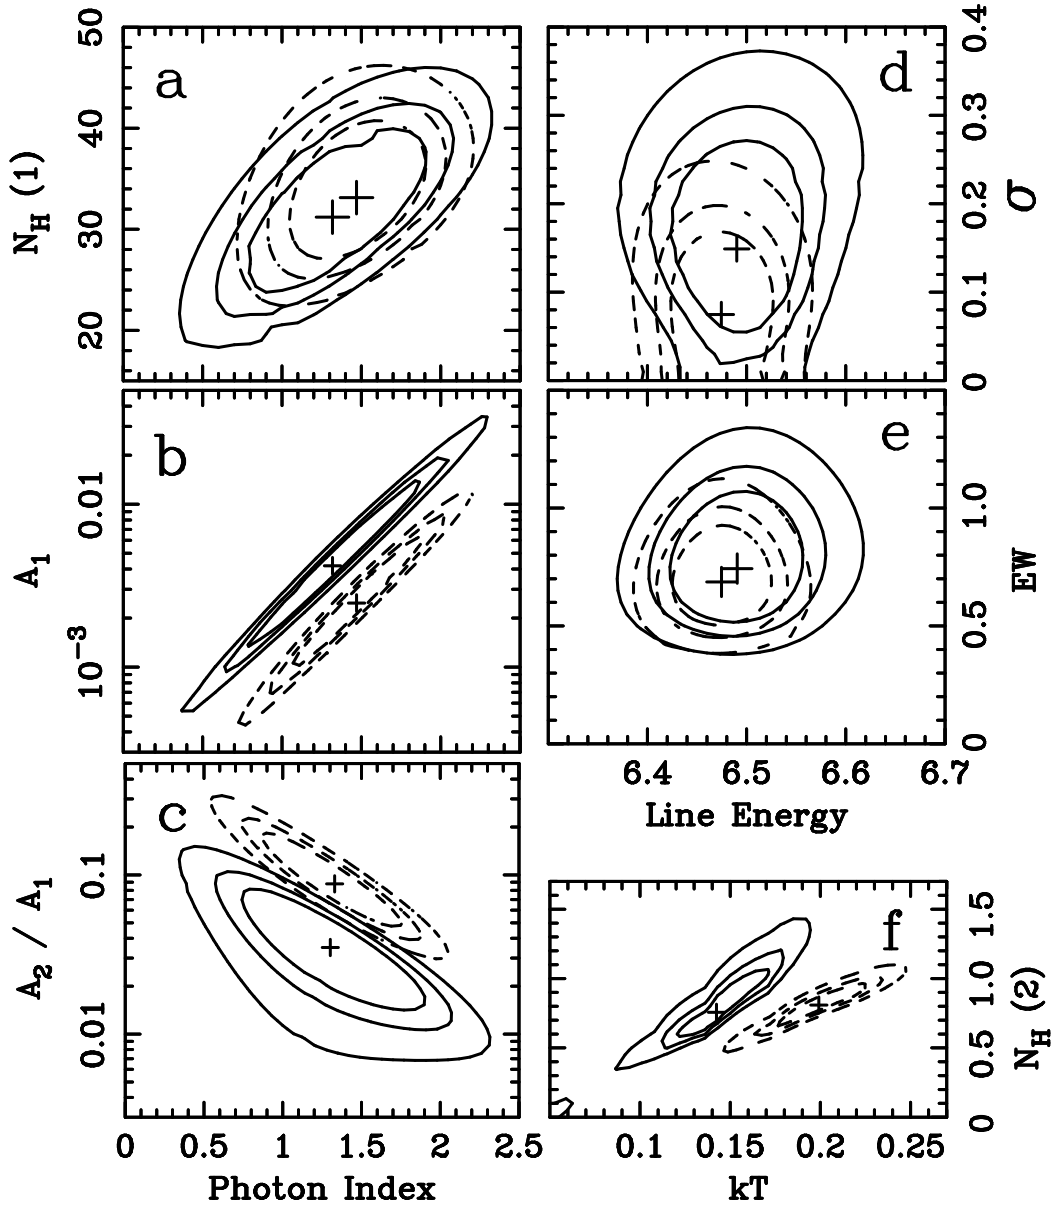 a
N_H (1)
50
40
30
20
d
σ
0.4
0.3
0.2
0.1
0
b
A_1
0.01
10^{-3}
e
EW
1.0
0.5
0
6.4 6.5 6.6 6.7
Line Energy
c
A_2 / A_1
0.1
0.01
0 0.5 1 1.5 2 2.5
Photon Index
f
N_H (2)
1.5
1.0
0.5
0
0.1 0.15 0.2 0.25
kT